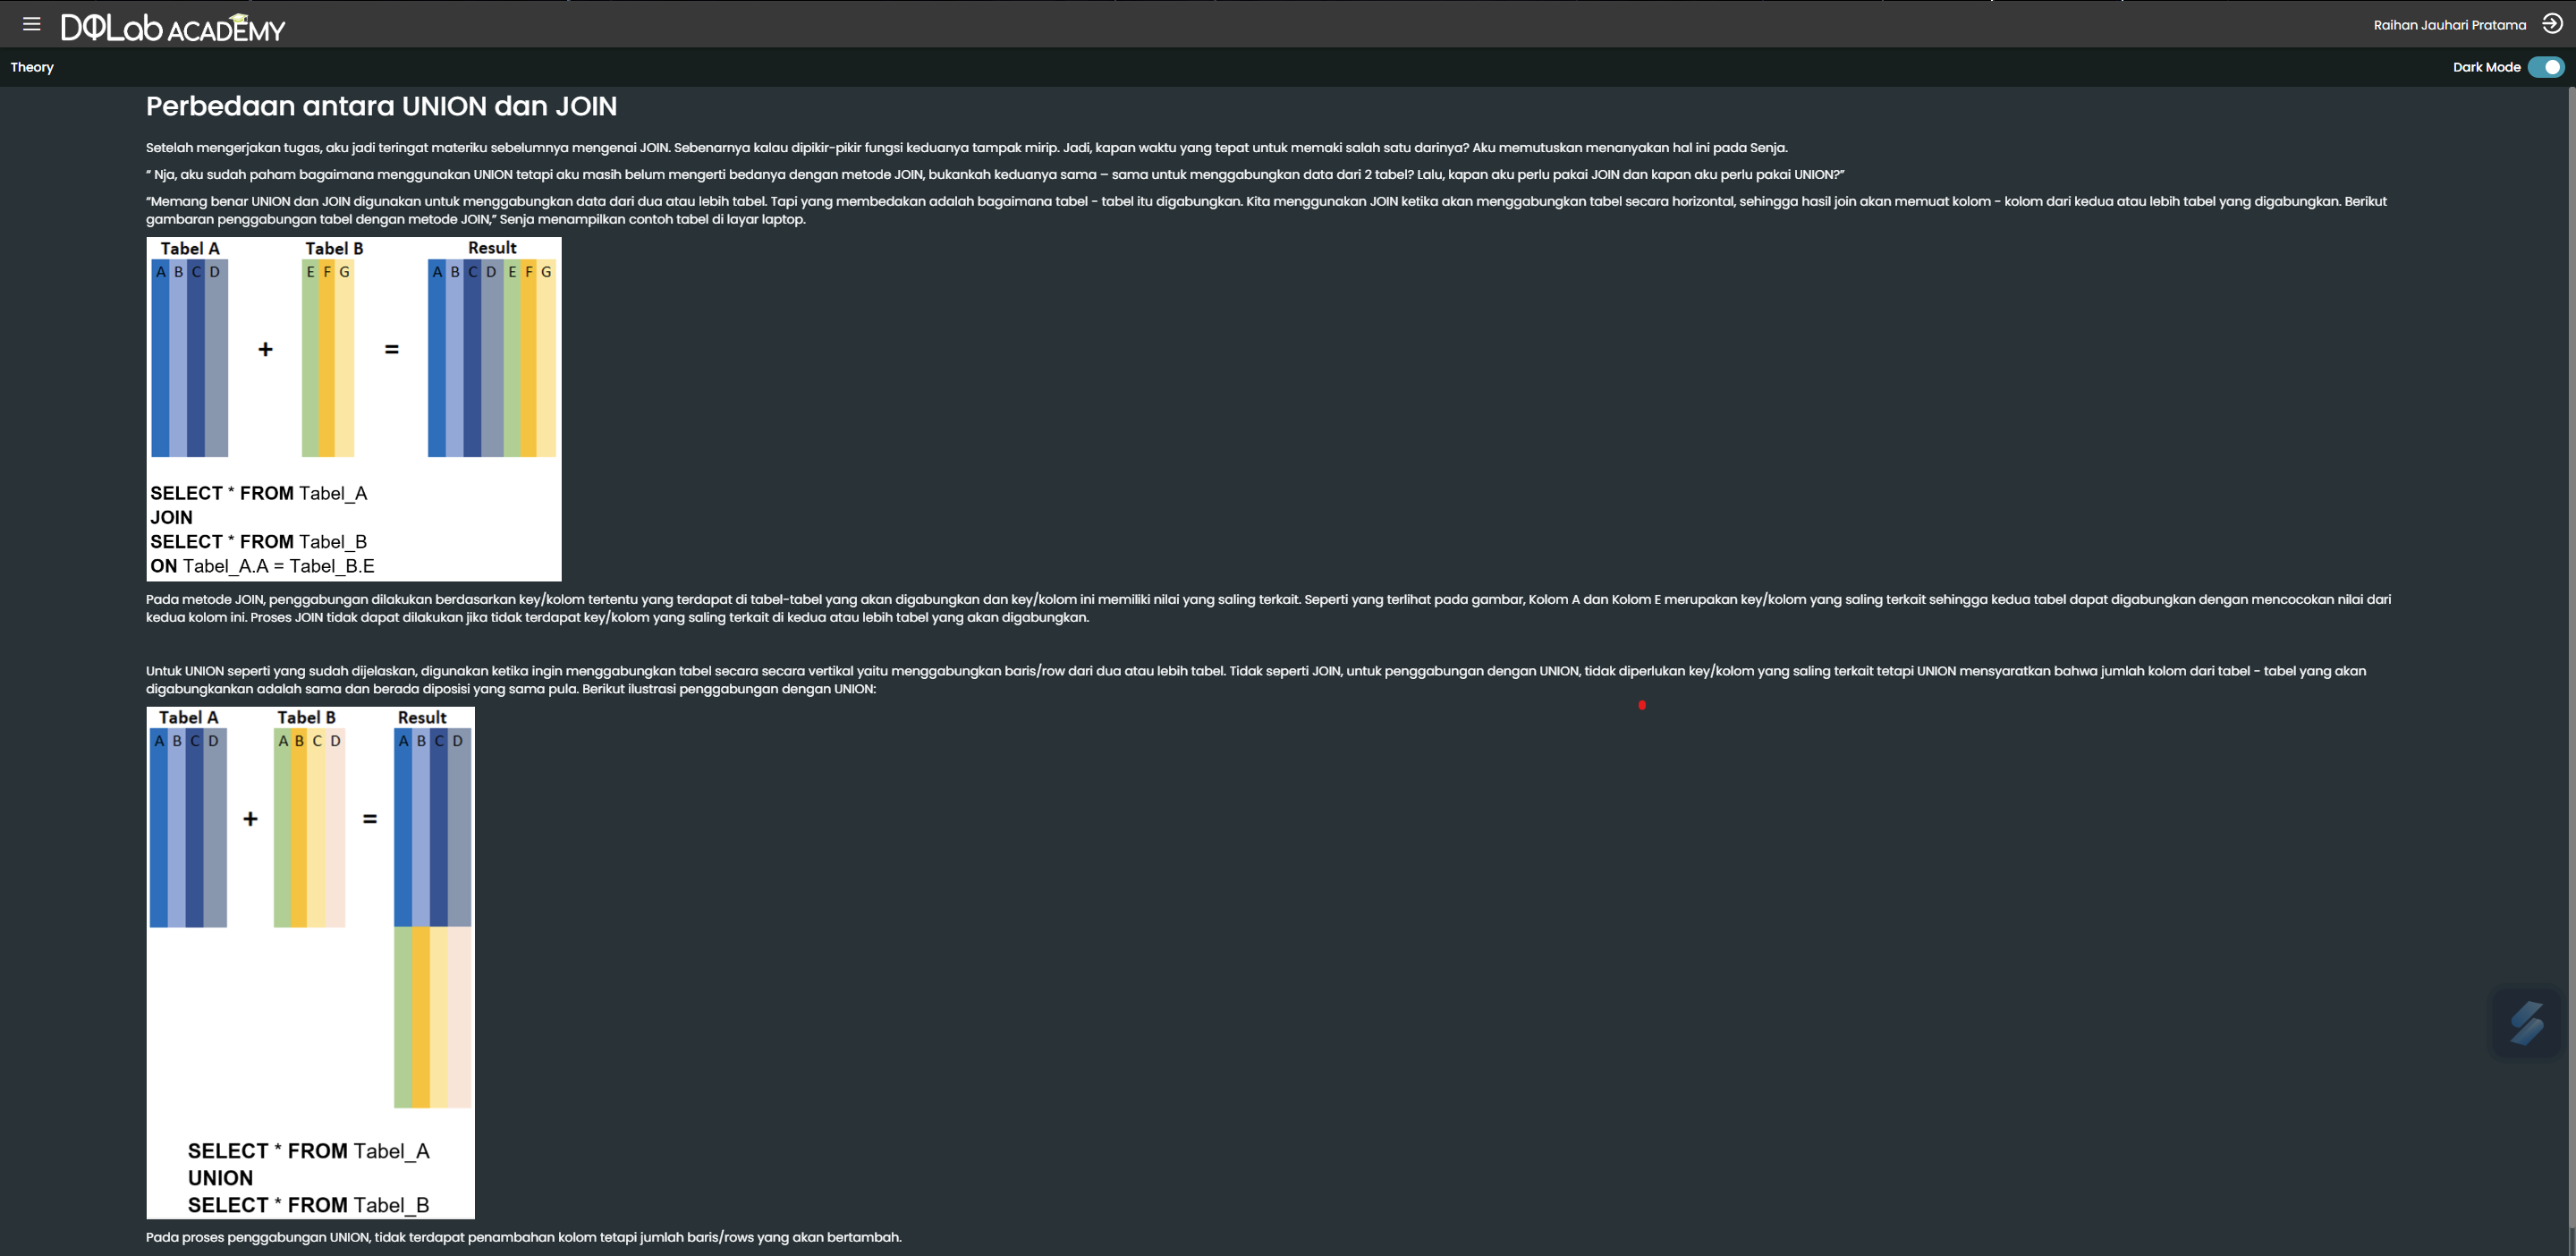 DQLab ACADEMY
Raihan Jauhari Pratama
Theory
Dark Mode
Perbedaan antara UNION dan JOIN
Setelah mengerjakan tugas, aku jadi teringat materiku sebelumnya mengenai JOIN. Sebenarnya kalau dipikir-pikir fungsi keduanya tampak mirip. Jadi, kapan waktu yang tepat untuk memaki salah satu darinya? Aku memutuskan menanyakan hal ini pada Senja.
" Nja, aku sudah paham bagaimana menggunakan UNION tetapi aku masih belum mengerti bedanya dengan metode JOIN, bukankah keduanya sama – sama untuk menggabungkan data dari 2 tabel? Lalu, kapan aku perlu pakai JOIN dan kapan aku perlu pakai UNION?"
"Memang benar UNION dan JOIN digunakan untuk menggabungkan data dari dua atau lebih tabel. Tapi yang membedakan adalah bagaimana tabel - tabel itu digabungkan. Kita menggunakan JOIN ketika akan menggabungkan tabel secara horizontal, sehingga hasil join akan memuat kolom - kolom dari kedua atau lebih tabel yang digabungkan. Berikut
gambaran penggabungan tabel dengan metode JOIN," Senja menampilkan contoh tabel di layar laptop.
Tabel A Tabel B Result
A B C D E F G A B C D E F G
+ =
SELECT * FROM Tabel_A
JOIN
SELECT * FROM Tabel_B
ON Tabel_A.A = Tabel_B.E
Pada metode JOIN, penggabungan dilakukan berdasarkan key/kolom tertentu yang terdapat di tabel-tabel yang akan digabungkan dan key/kolom ini memiliki nilai yang saling terkait. Seperti yang terlihat pada gambar, Kolom A dan Kolom E merupakan key/kolom yang saling terkait sehingga kedua tabel dapat digabungkan dengan mencocokan nilai dari
kedua kolom ini. Proses JOIN tidak dapat dilakukan jika tidak terdapat key/kolom yang saling terkait di kedua atau lebih tabel yang akan digabungkan.
Untuk UNION seperti yang sudah dijelaskan, digunakan ketika ingin menggabungkan tabel secara secara vertikal yaitu menggabungkan baris/row dari dua atau lebih tabel. Tidak seperti JOIN, untuk penggabungan dengan UNION, tidak diperlukan key/kolom yang saling terkait tetapi UNION mensyaratkan bahwa jumlah kolom dari tabel - tabel yang akan
digabungkankan adalah sama dan berada diposisi yang sama pula. Berikut ilustrasi penggabungan dengan UNION:
Tabel A Tabel B Result
A B C D A B C D A B C D
+ =
SELECT * FROM Tabel_A
UNION
SELECT * FROM Tabel_B
Pada proses penggabungan UNION, tidak terdapat penambahan kolom tetapi jumlah baris/rows yang akan bertambah.